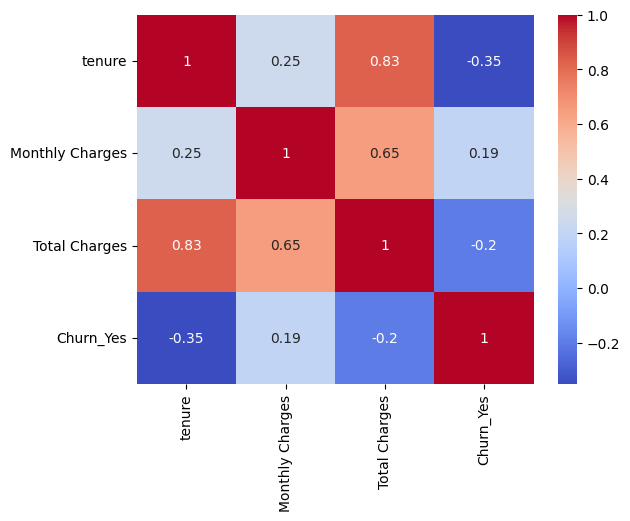 tenure 1 0.25 0.83 -0.35
Monthly Charges 0.25 1 0.65 0.19
Total Charges 0.83 0.65 1 -0.2
Churn_Yes -0.35 0.19 -0.2 1
tenure
Monthly Charges
Total Charges
Churn_Yes
1.0
0.8
0.6
0.4
0.2
0.0
−0.2